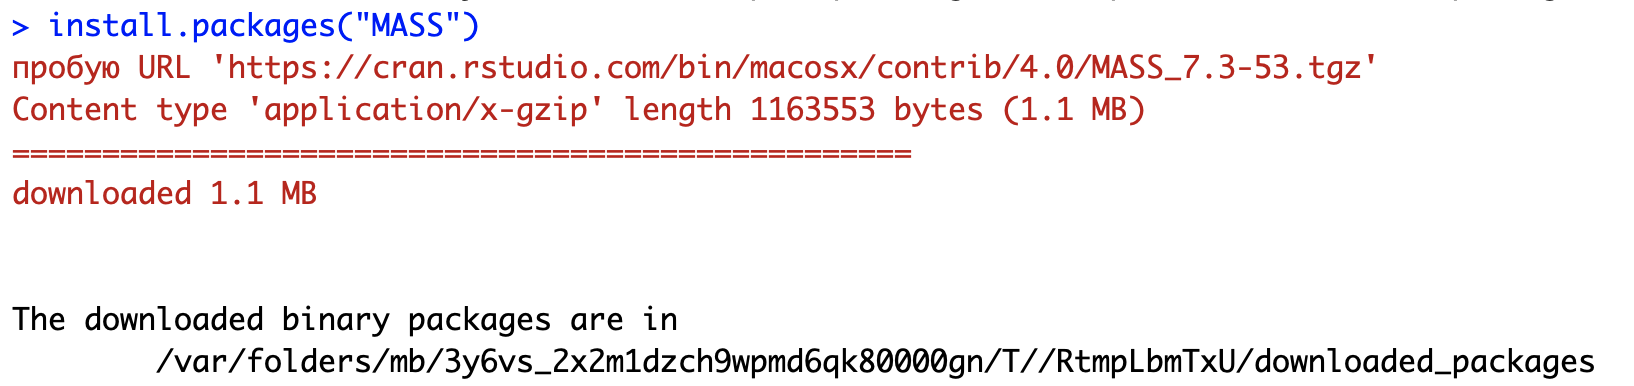 > install.packages("MASS")
пробую URL 'https://cran.rstudio.com/bin/macosx/contrib/4.0/MASS_7.3-53.tgz'
Content type 'application/x-gzip' length 1163553 bytes (1.1 MB)
==================================================
downloaded 1.1 MB
The downloaded binary packages are in
/var/folders/mb/3y6vs_2x2m1dzch9wpmd6qk80000gn/T//RtmpLbmTxU/downloaded_packages